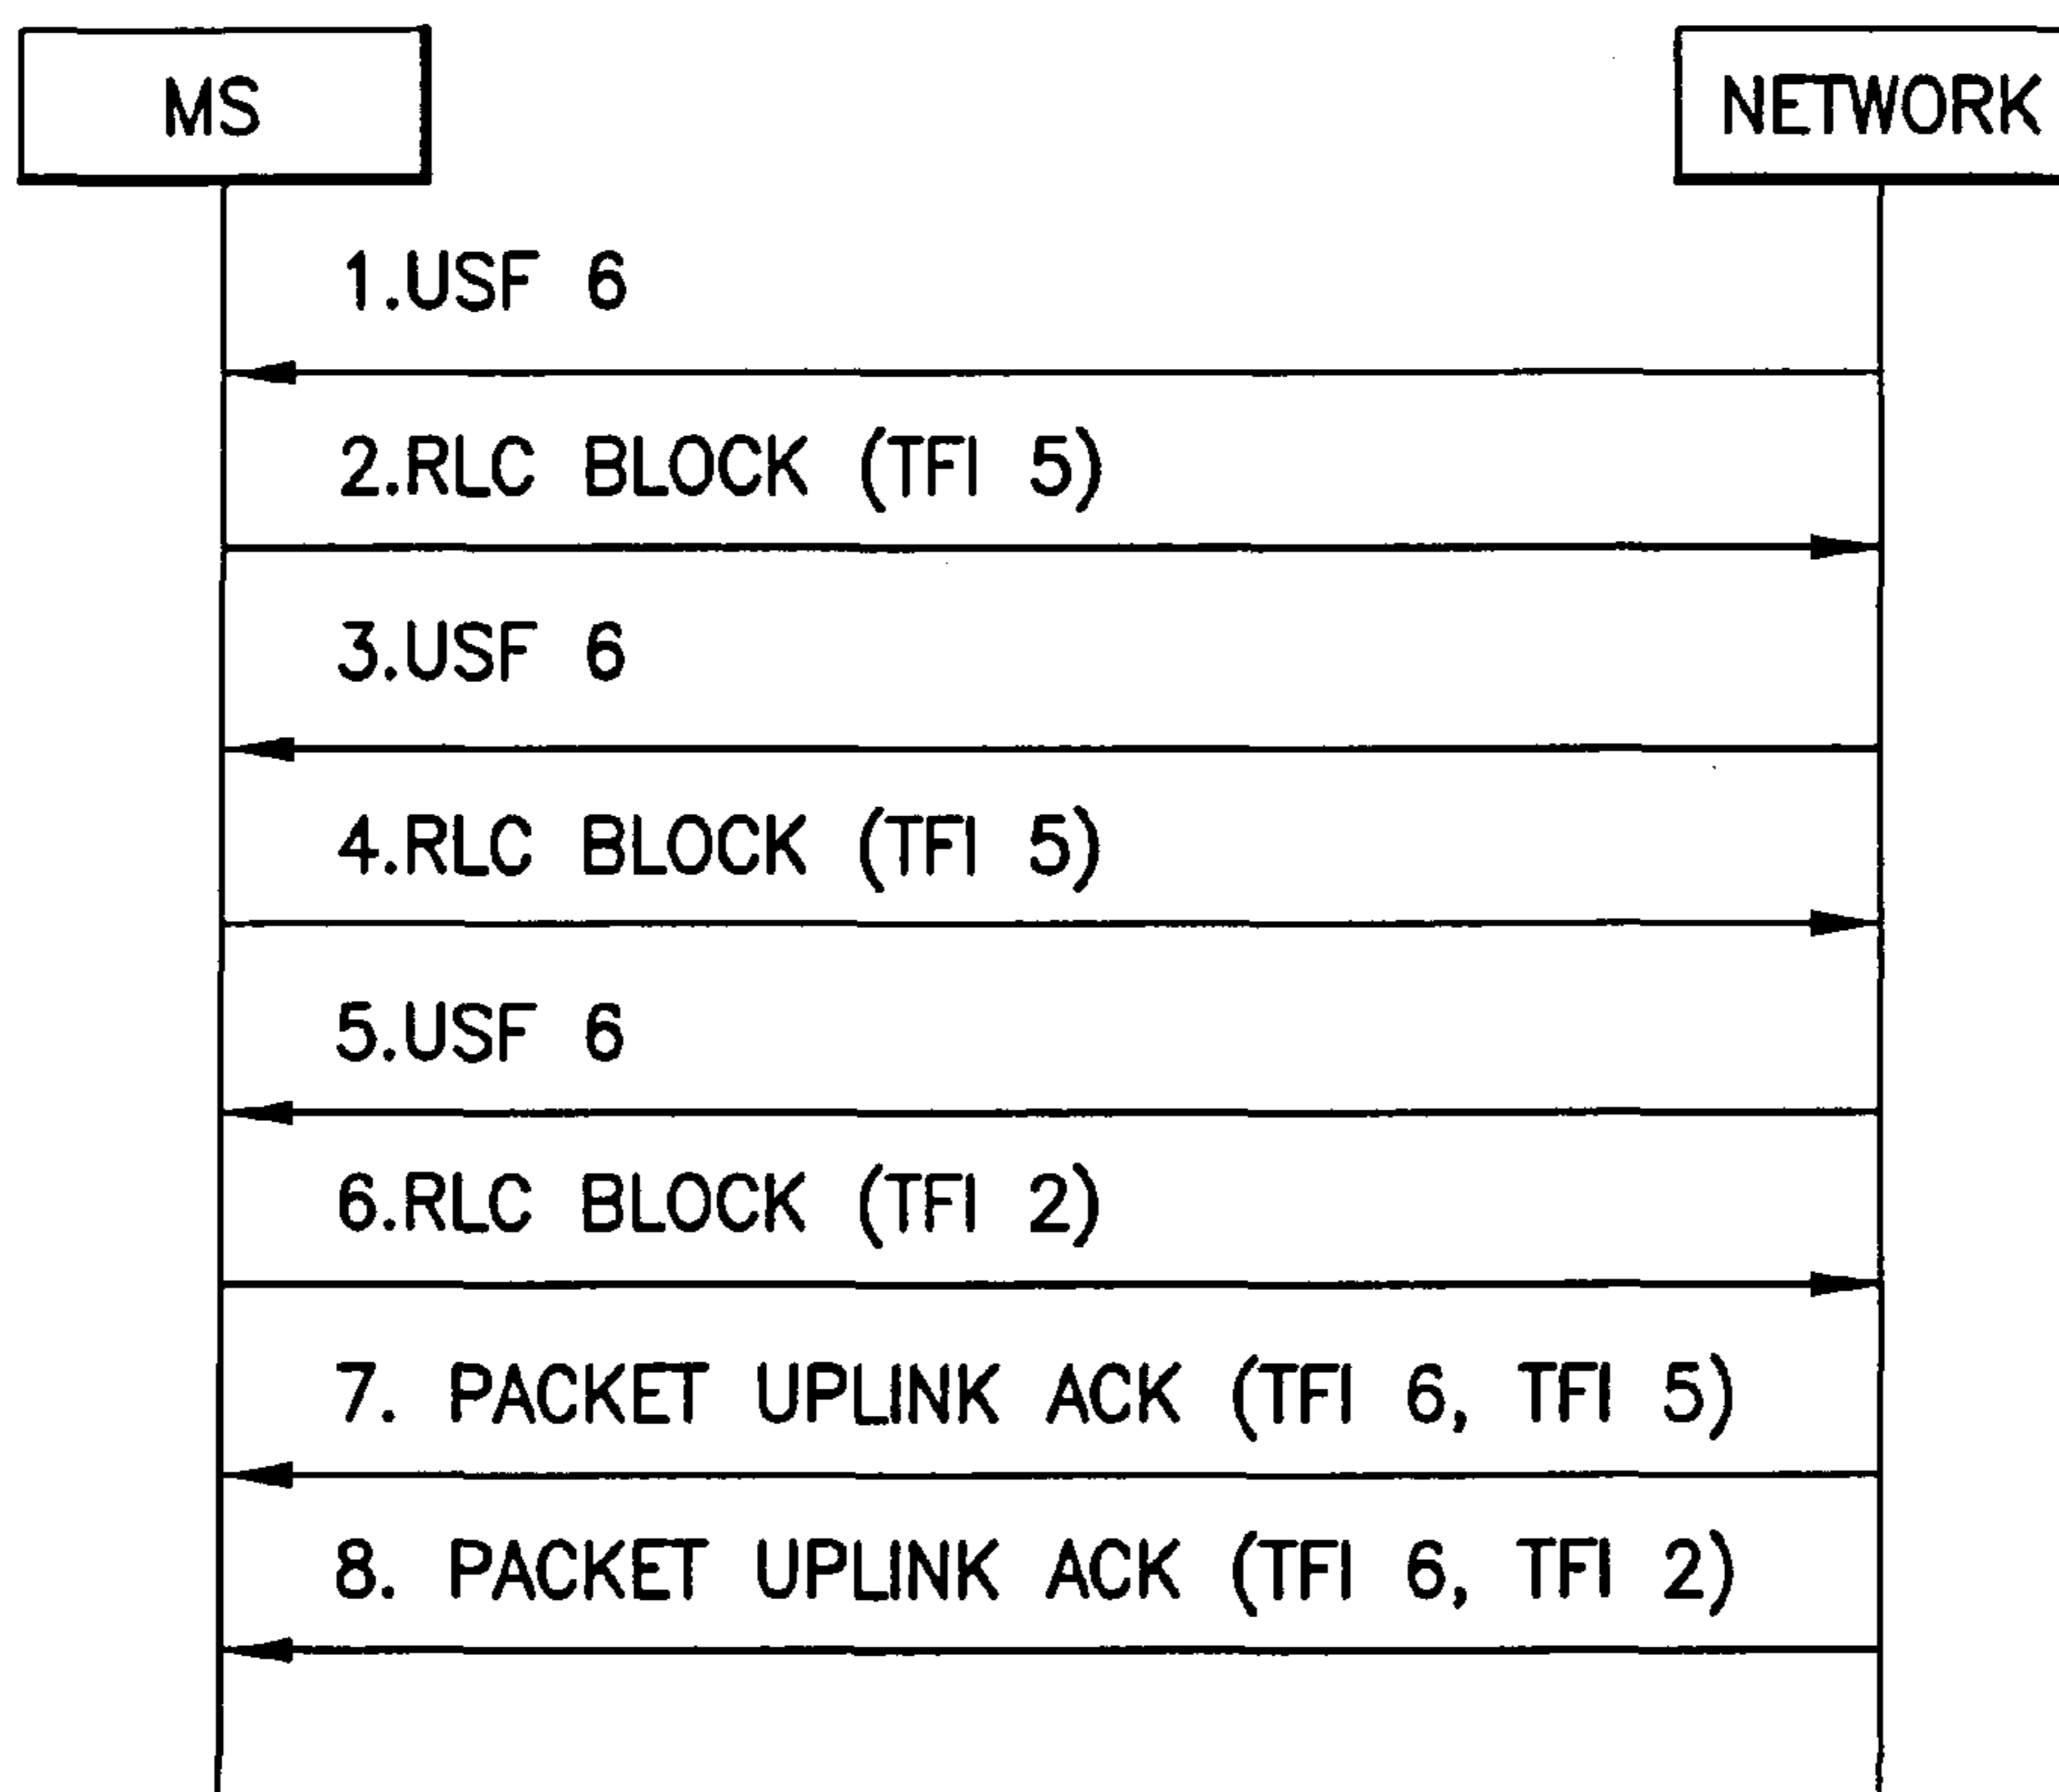 MS
NETWORK
1.USF 6
2.RLC BLOCK (TFI 5)
3.USF 6
4.RLC BLOCK (TFI 5)
5.USF 6
6.RLC BLOCK (TFI 2)
7. PACKET UPLINK ACK (TFI 6, TFI 5)
8. PACKET UPLINK ACK (TFI 6, TFI 2)